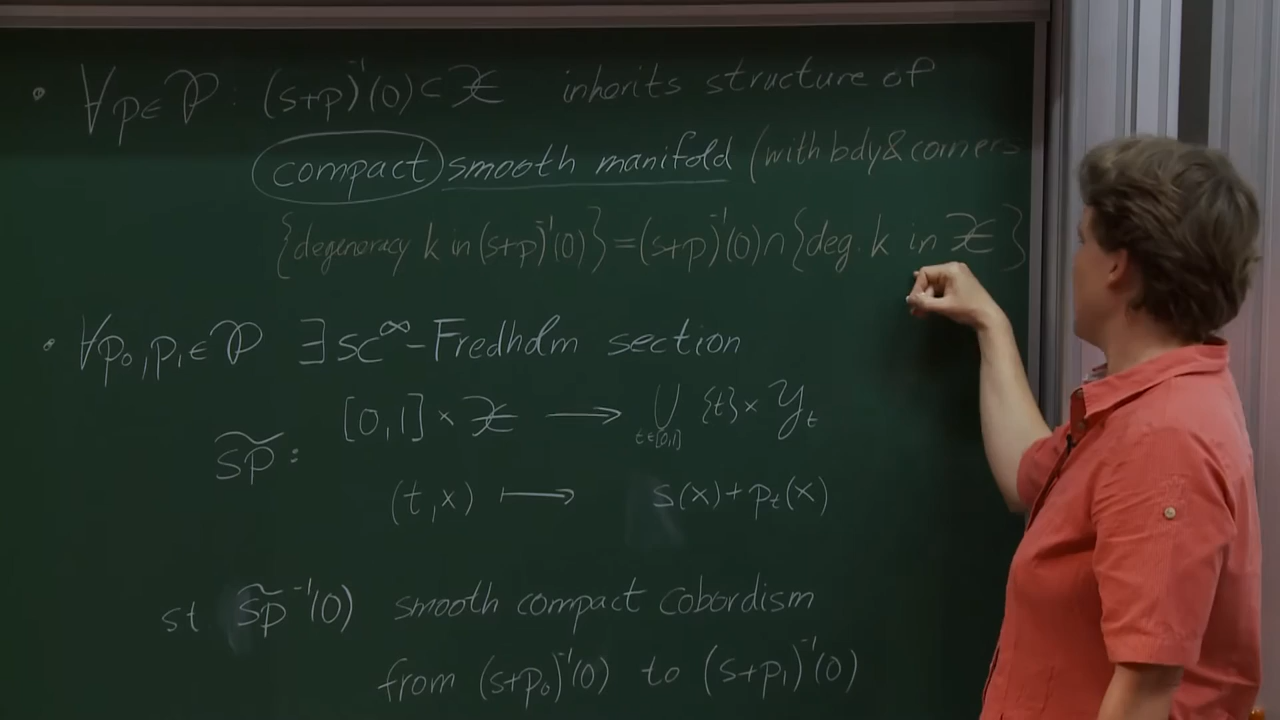 • ∀p∈𝒫: (s+p)⁻¹(0)⊂𝒳 inherits structure of
compact smooth manifold (with bdy & corners
{degeneracy k in (s+p)⁻¹(0)} = (s+p)⁻¹(0)∩{deg. k in 𝒳}
• ∀p₀,p₁∈𝒫 ∃ sc^∞-Fredholm section
s̃p: [0,1]×𝒳 ⟶ ⋃_{t∈[0,1]} {t}×𝒴_t
(t,x) ⟼ s(x)+p_t(x)
st s̃p⁻¹(0) smooth compact cobordism
from (s+p₀)⁻¹(0) to (s+p₁)⁻¹(0)